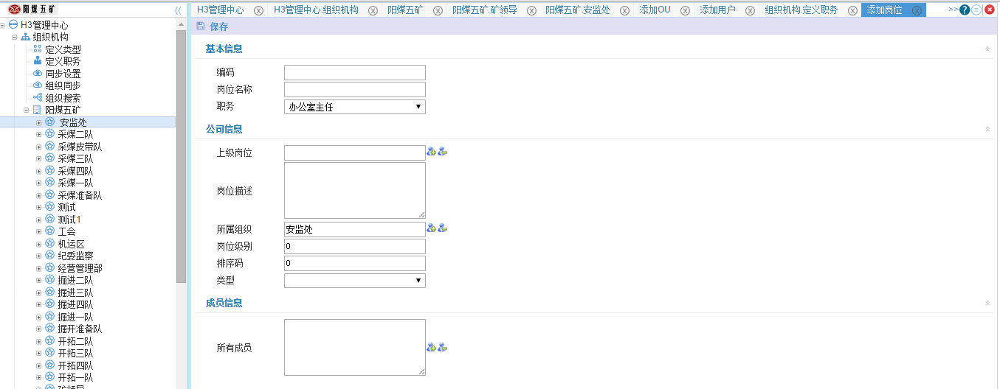 阳煤五矿
H3管理中心
组织机构
定义类型
定义职务
同步设置
组织同步
组织搜索
阳煤五矿
安监处
采煤二队
采煤皮带队
采煤三队
采煤四队
采煤一队
采煤准备队
测试
测试1
工会
机运区
纪委监察
经营管理部
掘进二队
掘进三队
掘进四队
掘进一队
掘开准备队
开拓二队
开拓三队
开拓四队
开拓一队
矿领导
H3管理中心 H3管理中心.组织机构 阳煤五矿 阳煤五矿.矿领导 阳煤五矿.安监处 添加OU 添加用户 组织机构.定义职务 添加岗位 >>
保存
基本信息
编码
岗位名称
职务 办公室主任
公司信息
上级岗位
岗位描述
所属组织 安监处
岗位级别 0
排序码 0
类型
成员信息
所有成员